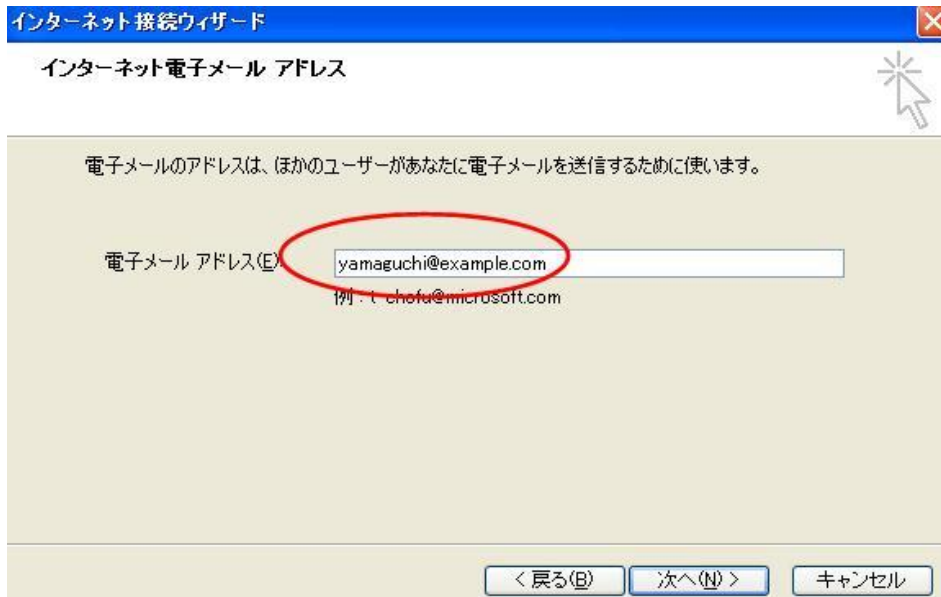 インターネット接続ウィザード
インターネット電子メール アドレス
電子メールのアドレスは、ほかのユーザーがあなたに電子メールを送信するために使います。
電子メール アドレス(E): yamaguchi@example.com
例 : t-chofu@microsoft.com
< 戻る(B) 次へ(N) > キャンセル